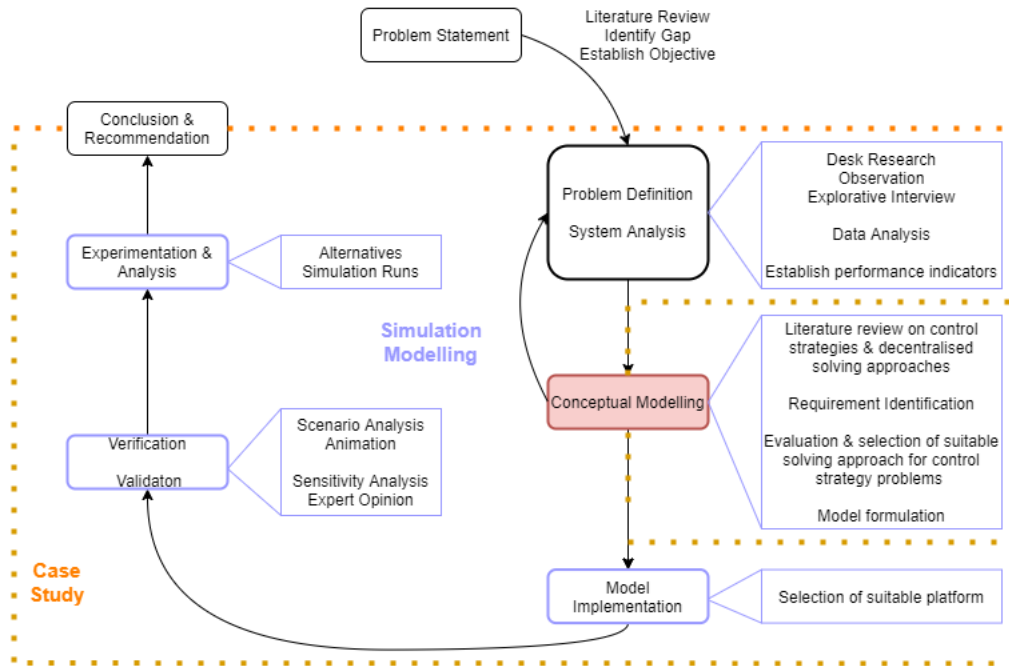 Problem Statement
Literature Review
Identify Gap
Establish Objective
Conclusion &
Recommendation
Problem Definition
System Analysis
Desk Research
Observation
Explorative Interview
Data Analysis
Establish performance indicators
Experimentation &
Analysis
Alternatives
Simulation Runs
Simulation
Modelling
Conceptual Modelling
Literature review on control
strategies & decentralised
solving approaches
Requirement Identification
Evaluation & selection of suitable
solving approach for control
strategy problems
Model formulation
Verification
Validaton
Scenario Analysis
Animation
Sensitivity Analysis
Expert Opinion
Case
Study
Model
Implementation
Selection of suitable platform